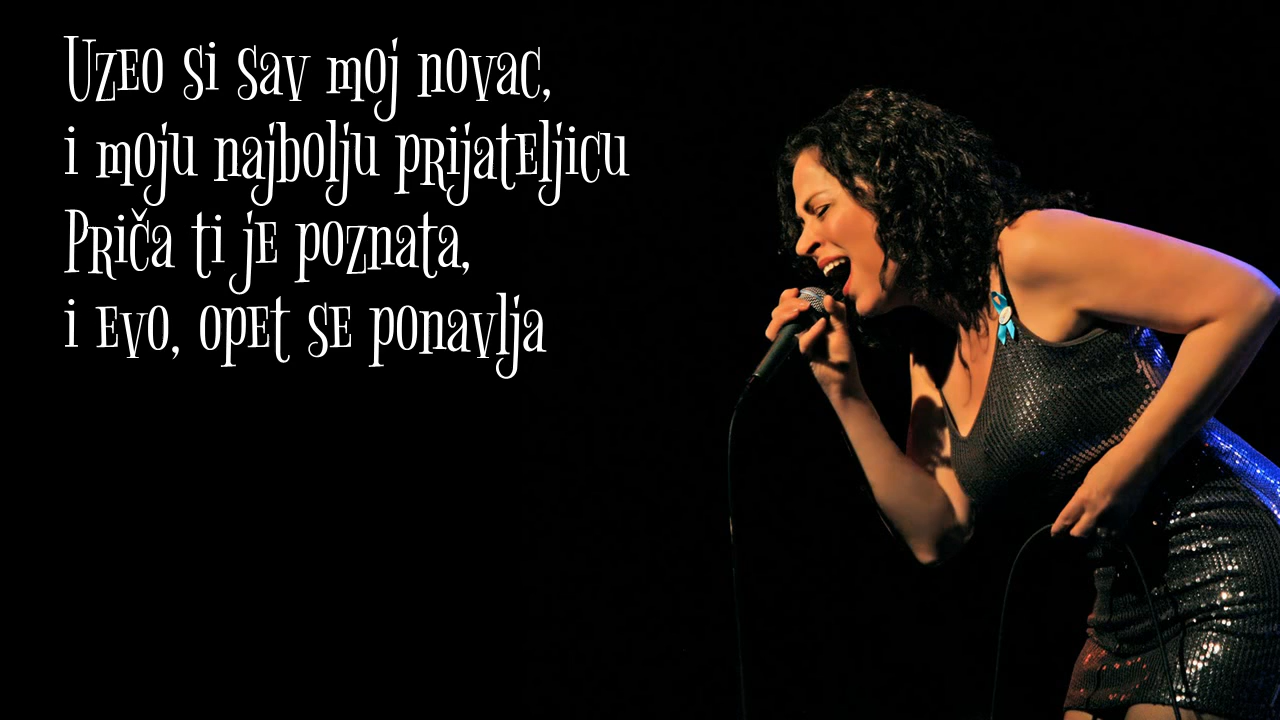 Uzeo si sav moj novac,
i moju najbolju prijateljicu
Priča ti je poznata,
i evo, opet se ponavlja